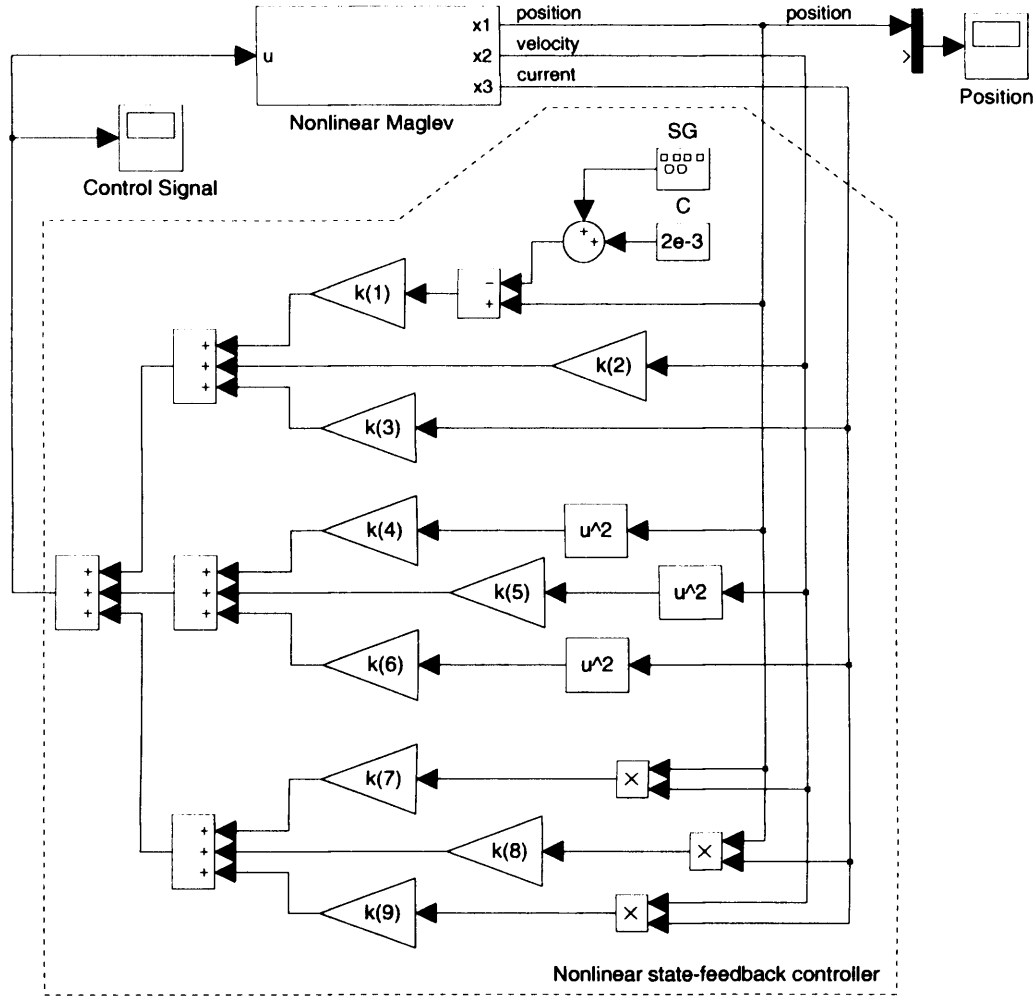 x1 position position
u x2 velocity
x3 current
Nonlinear Maglev
Position
Control Signal
SG
C
2e-3
+
+
k(1)
−
+
k(2)
+
+
+
k(3)
k(4)
u^2
k(5)
u^2
+
+
+
+
+
+
k(6)
u^2
k(7)
×
+
+
+
k(8)
×
k(9)
×
Nonlinear state-feedback controller